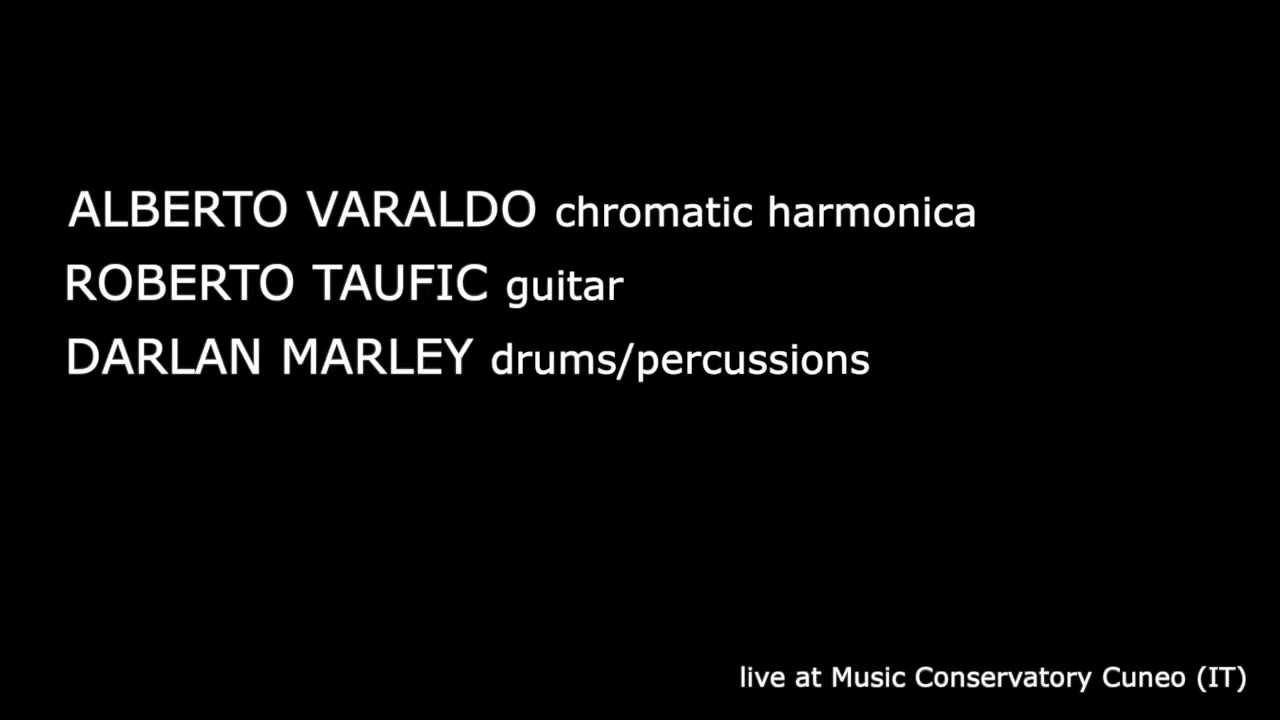 ALBERTO VARALDO chromatic harmonica
ROBERTO TAUFIC guitar
DARLAN MARLEY drums/percussions
live at Music Conservatory Cuneo (IT)